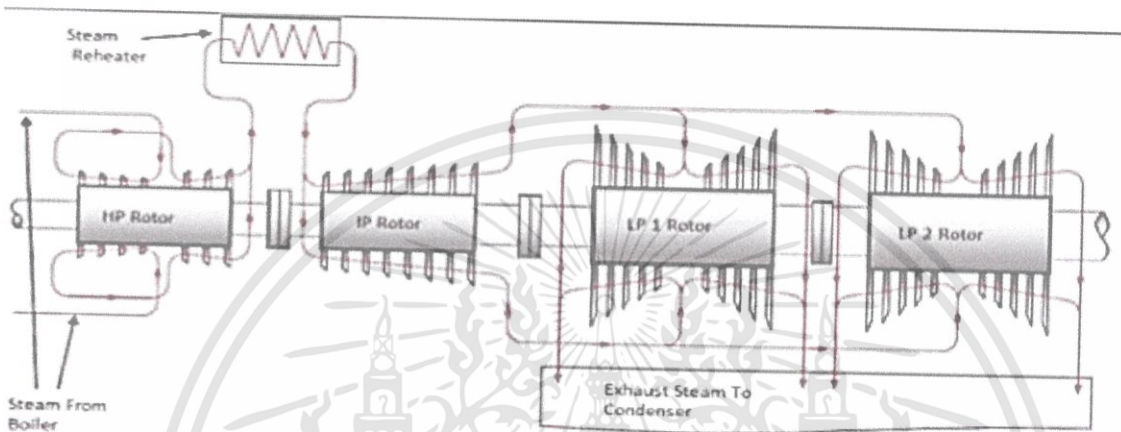 Steam
Reheater
HP Rotor
IP Rotor
LP 1 Rotor
LP 2 Rotor
Steam From
Boiler
Exhaust Steam To
Condenser